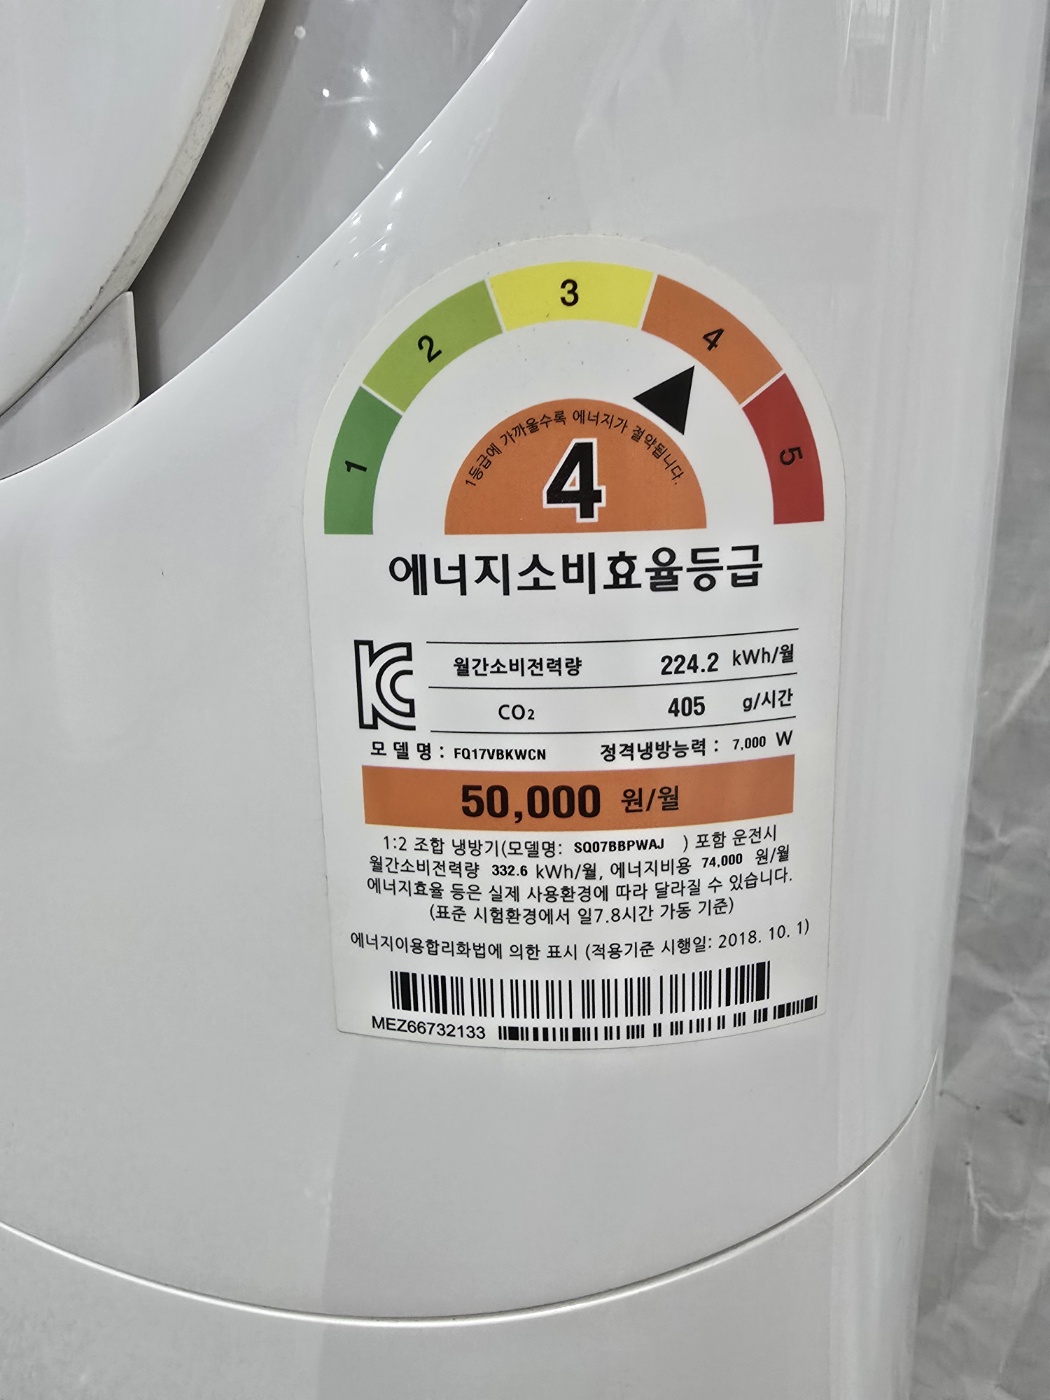 1 2 3 4 5
1등급에 가까울수록 에너지가 절약됩니다.
4
에너지소비효율등급
월간소비전력량 224.2 kWh/월
CO₂ 405 g/시간
모델명 : FQ17VBKWCN 정격냉방능력 : 7,000 W
50,000 원/월
1:2 조합 냉방기(모델명: SQ07BBPWAJ ) 포함 운전시
월간소비전력량 332.6 kWh/월, 에너지비용 74,000 원/월
에너지효율 등은 실제 사용환경에 따라 달라질 수 있습니다.
(표준 시험환경에서 일7.8시간 가동 기준)
에너지이용합리화법에 의한 표시 (적용기준 시행일: 2018. 10. 1)
MEZ66732133